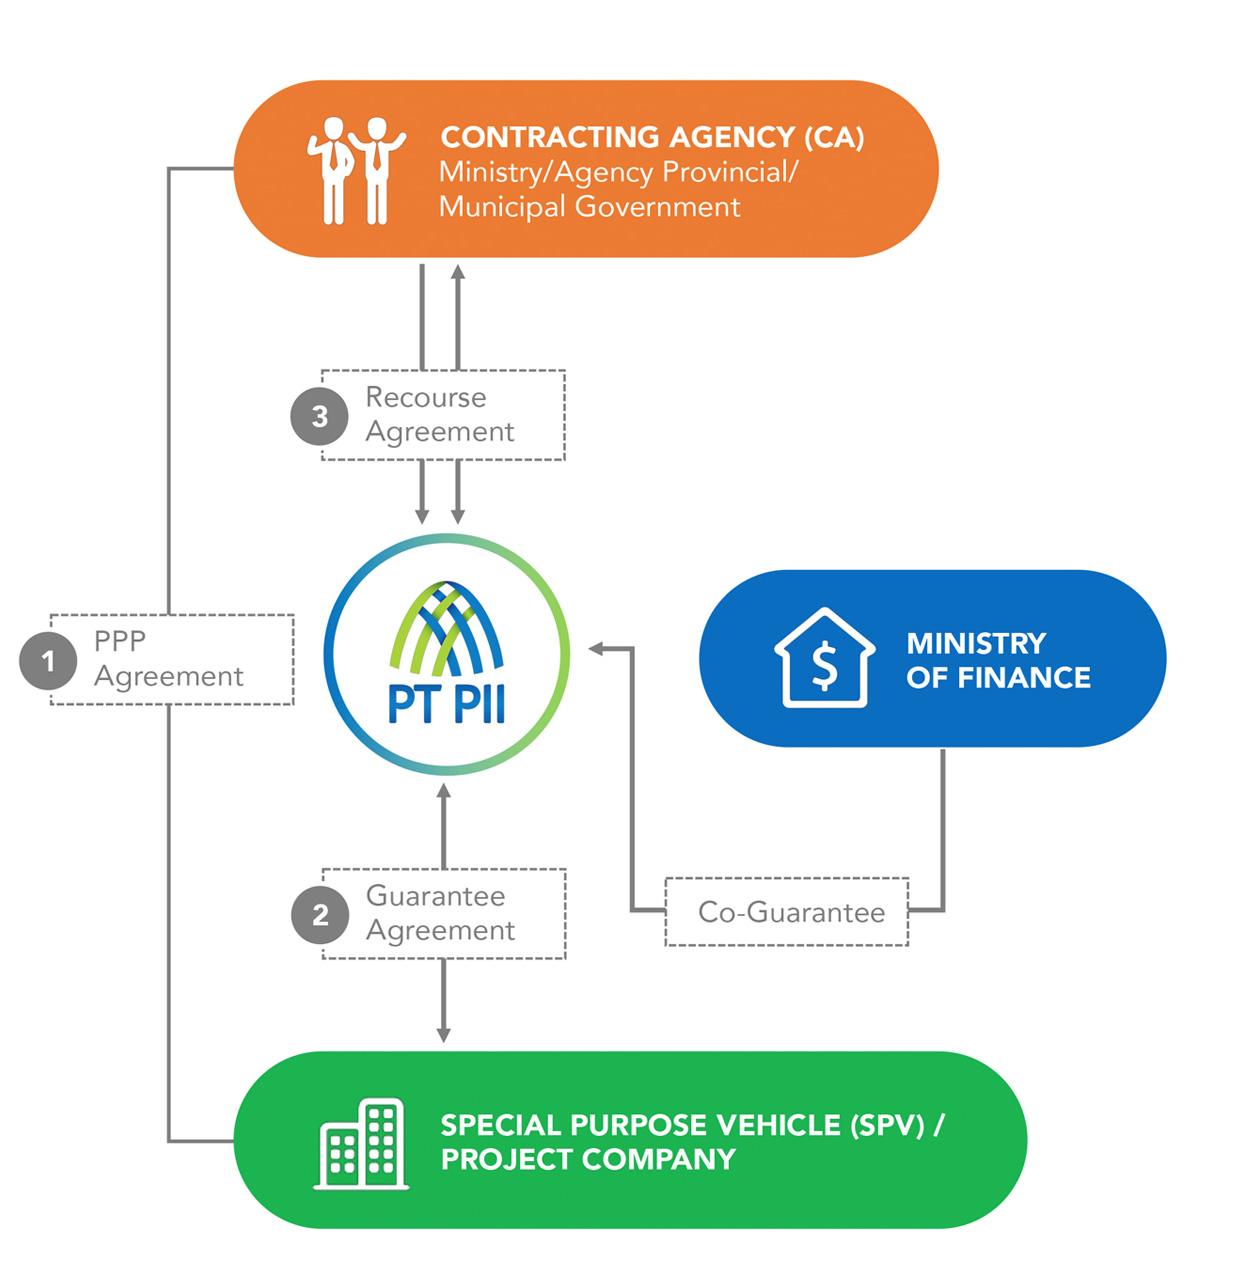 CONTRACTING AGENCY (CA)
Ministry/Agency Provincial/
Municipal Government
3
Recourse
Agreement
1
PPP
Agreement
PT PII
$
MINISTRY
OF FINANCE
2
Guarantee
Agreement
Co-Guarantee
SPECIAL PURPOSE VEHICLE (SPV) /
PROJECT COMPANY